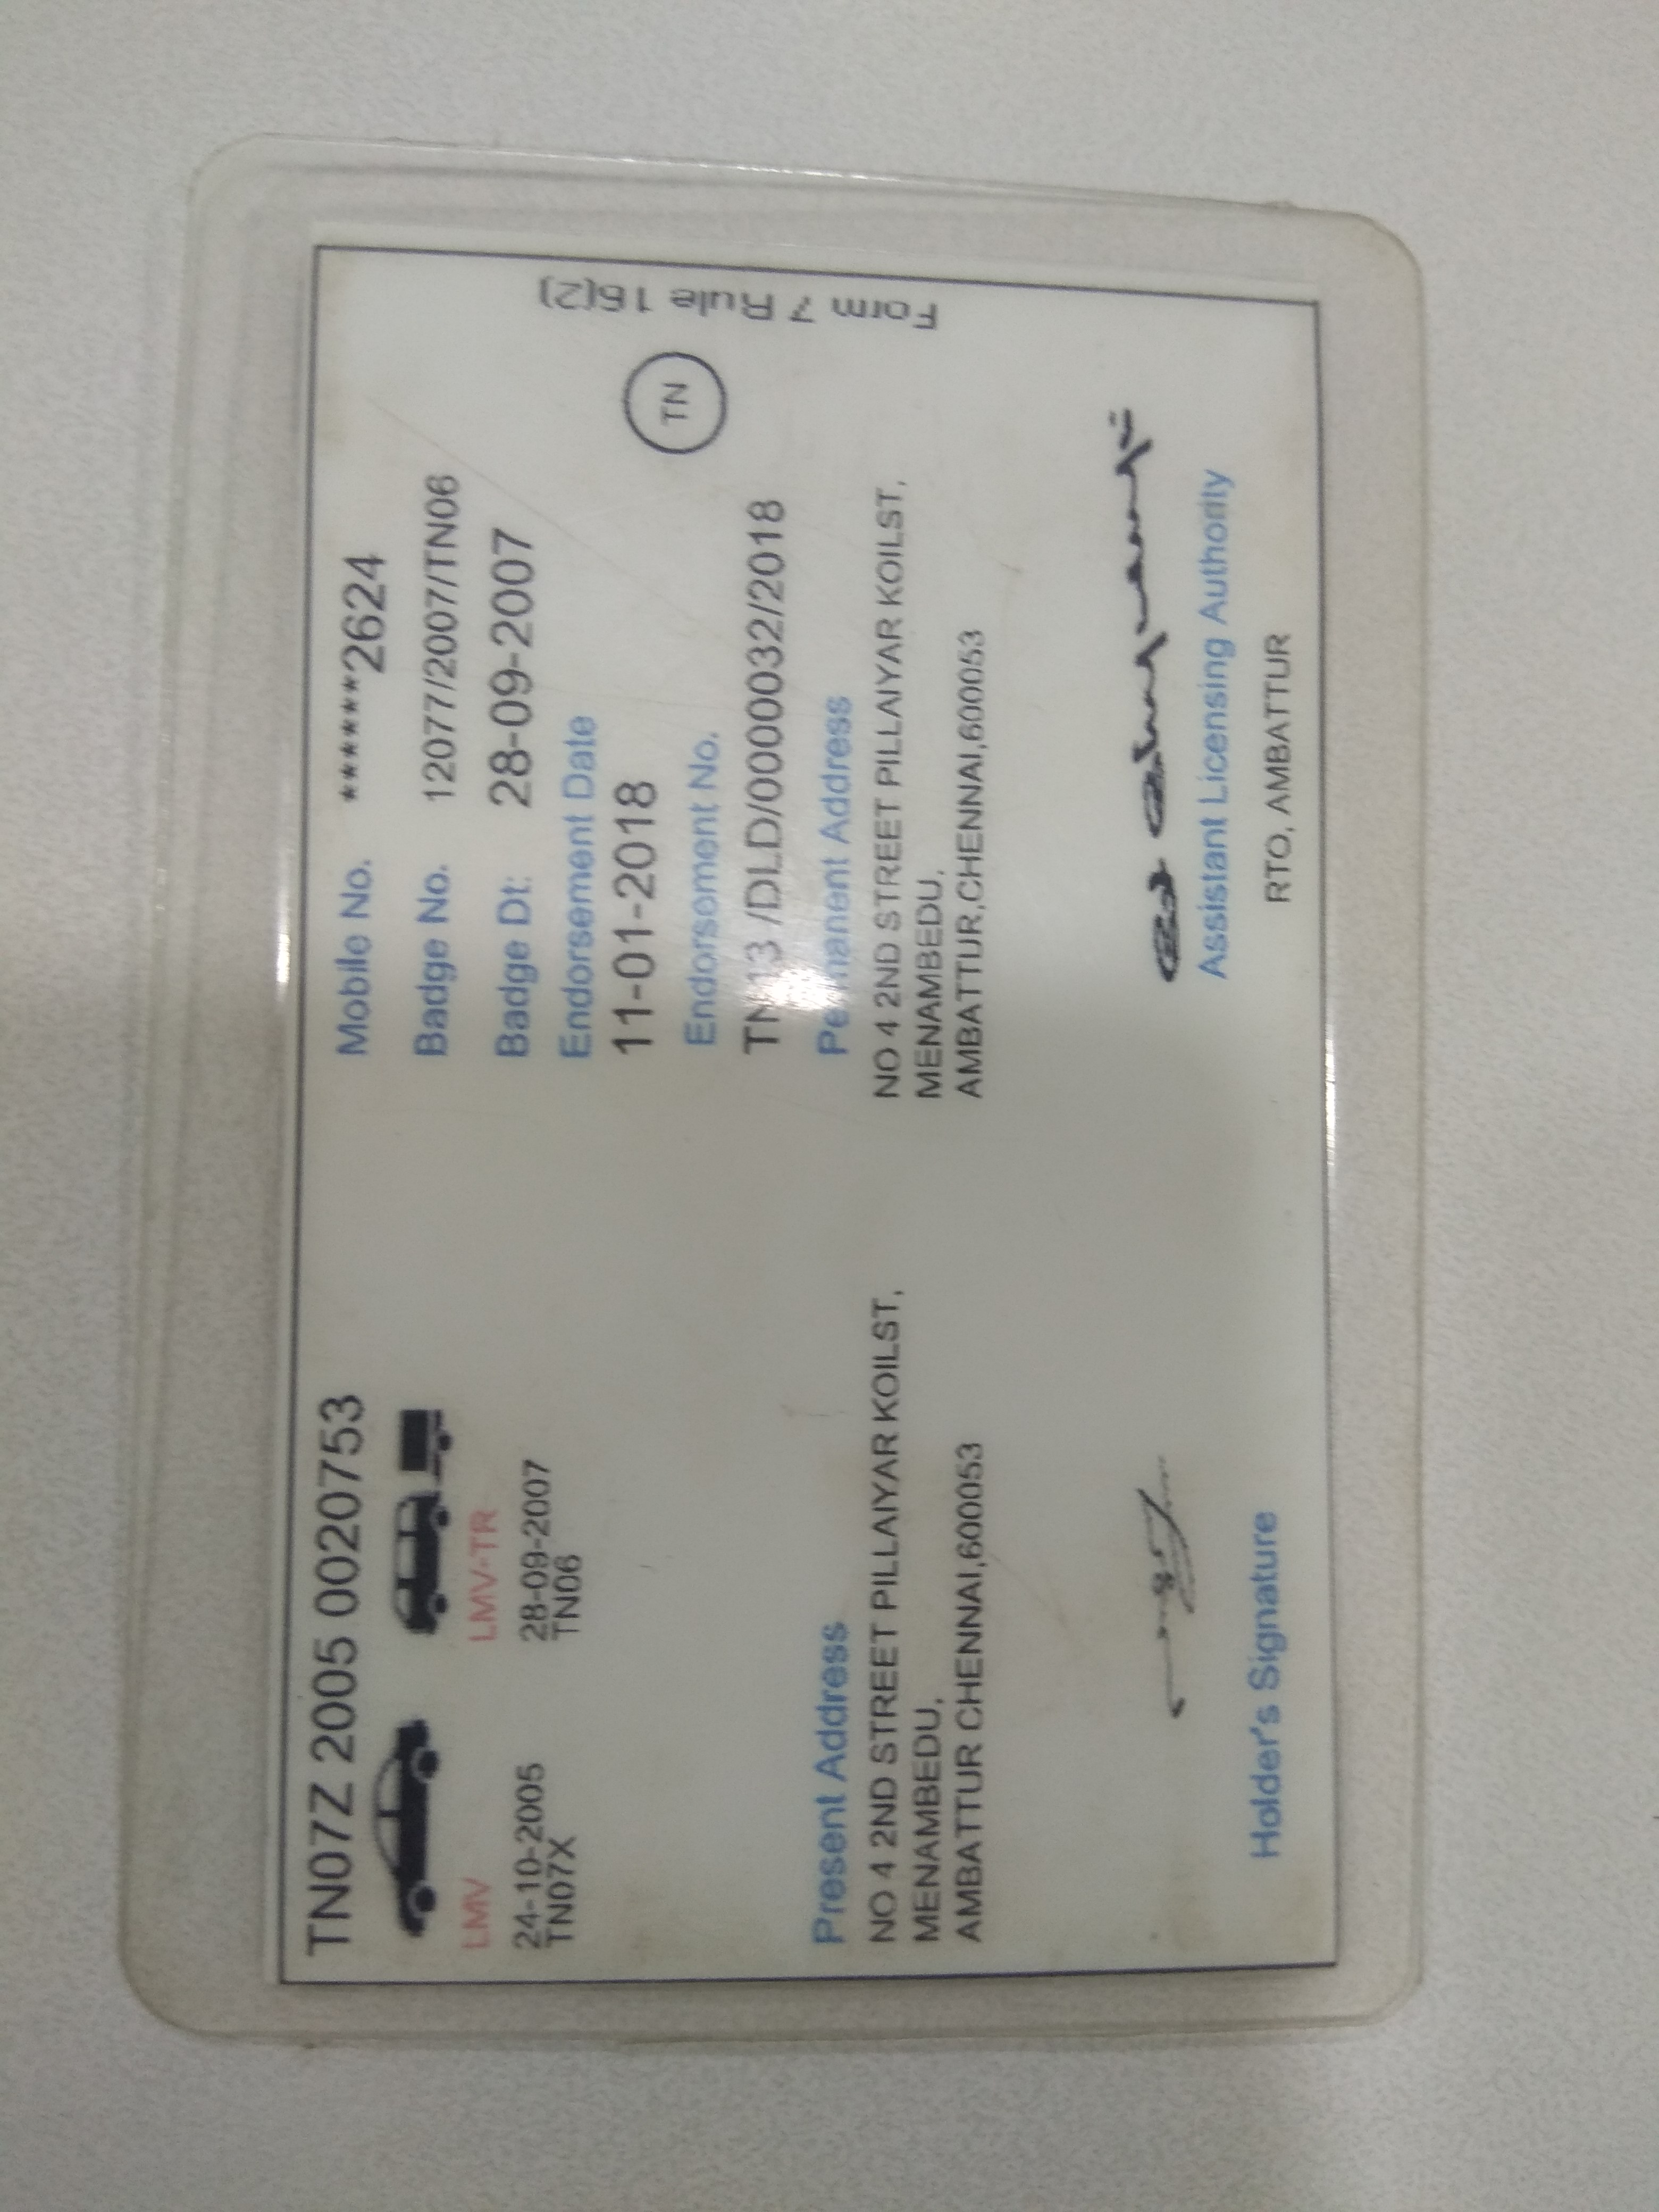 TN07Z 2005 0020753
LMV
24-10-2005
TN07X
LMV-TR
28-09-2007
TN06
Mobile No. ******2624
Badge No. 12077/2007/TN06
Badge Dt: 28-09-2007
Endorsement Date
11-01-2018
Endorsement No.
TN13 /DLD/0000032/2018
TN
Form 7 Rule 16(2)
Present Address
NO 4 2ND STREET PILLAIYAR KOILST,
MENAMBEDU,
AMBATTUR CHENNAI,600053
Permanent Address
NO 4 2ND STREET PILLAIYAR KOILST,
MENAMBEDU,
AMBATTUR,CHENNAI,600053
Holder's Signature
Assistant Licensing Authority
RTO, AMBATTUR